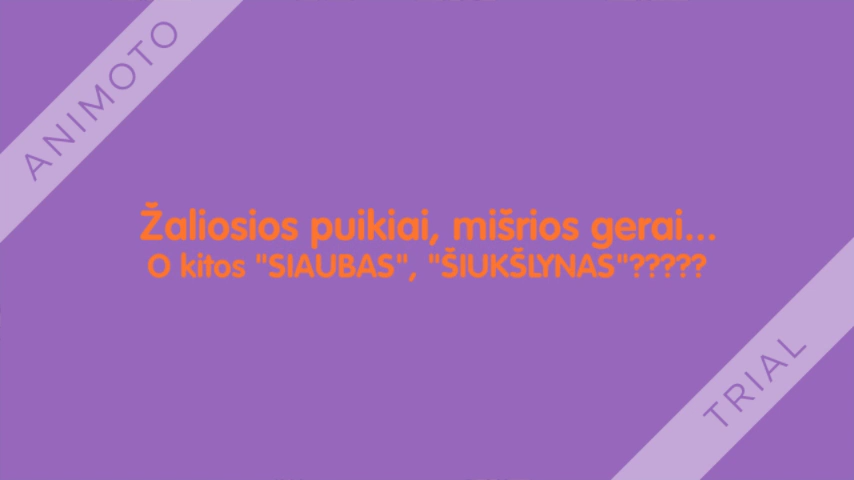 ANIMOTO
Žaliosios puikiai, mišrios gerai...
O kitos "SIAUBAS", "ŠIUKŠLYNAS"?????
TRIAL